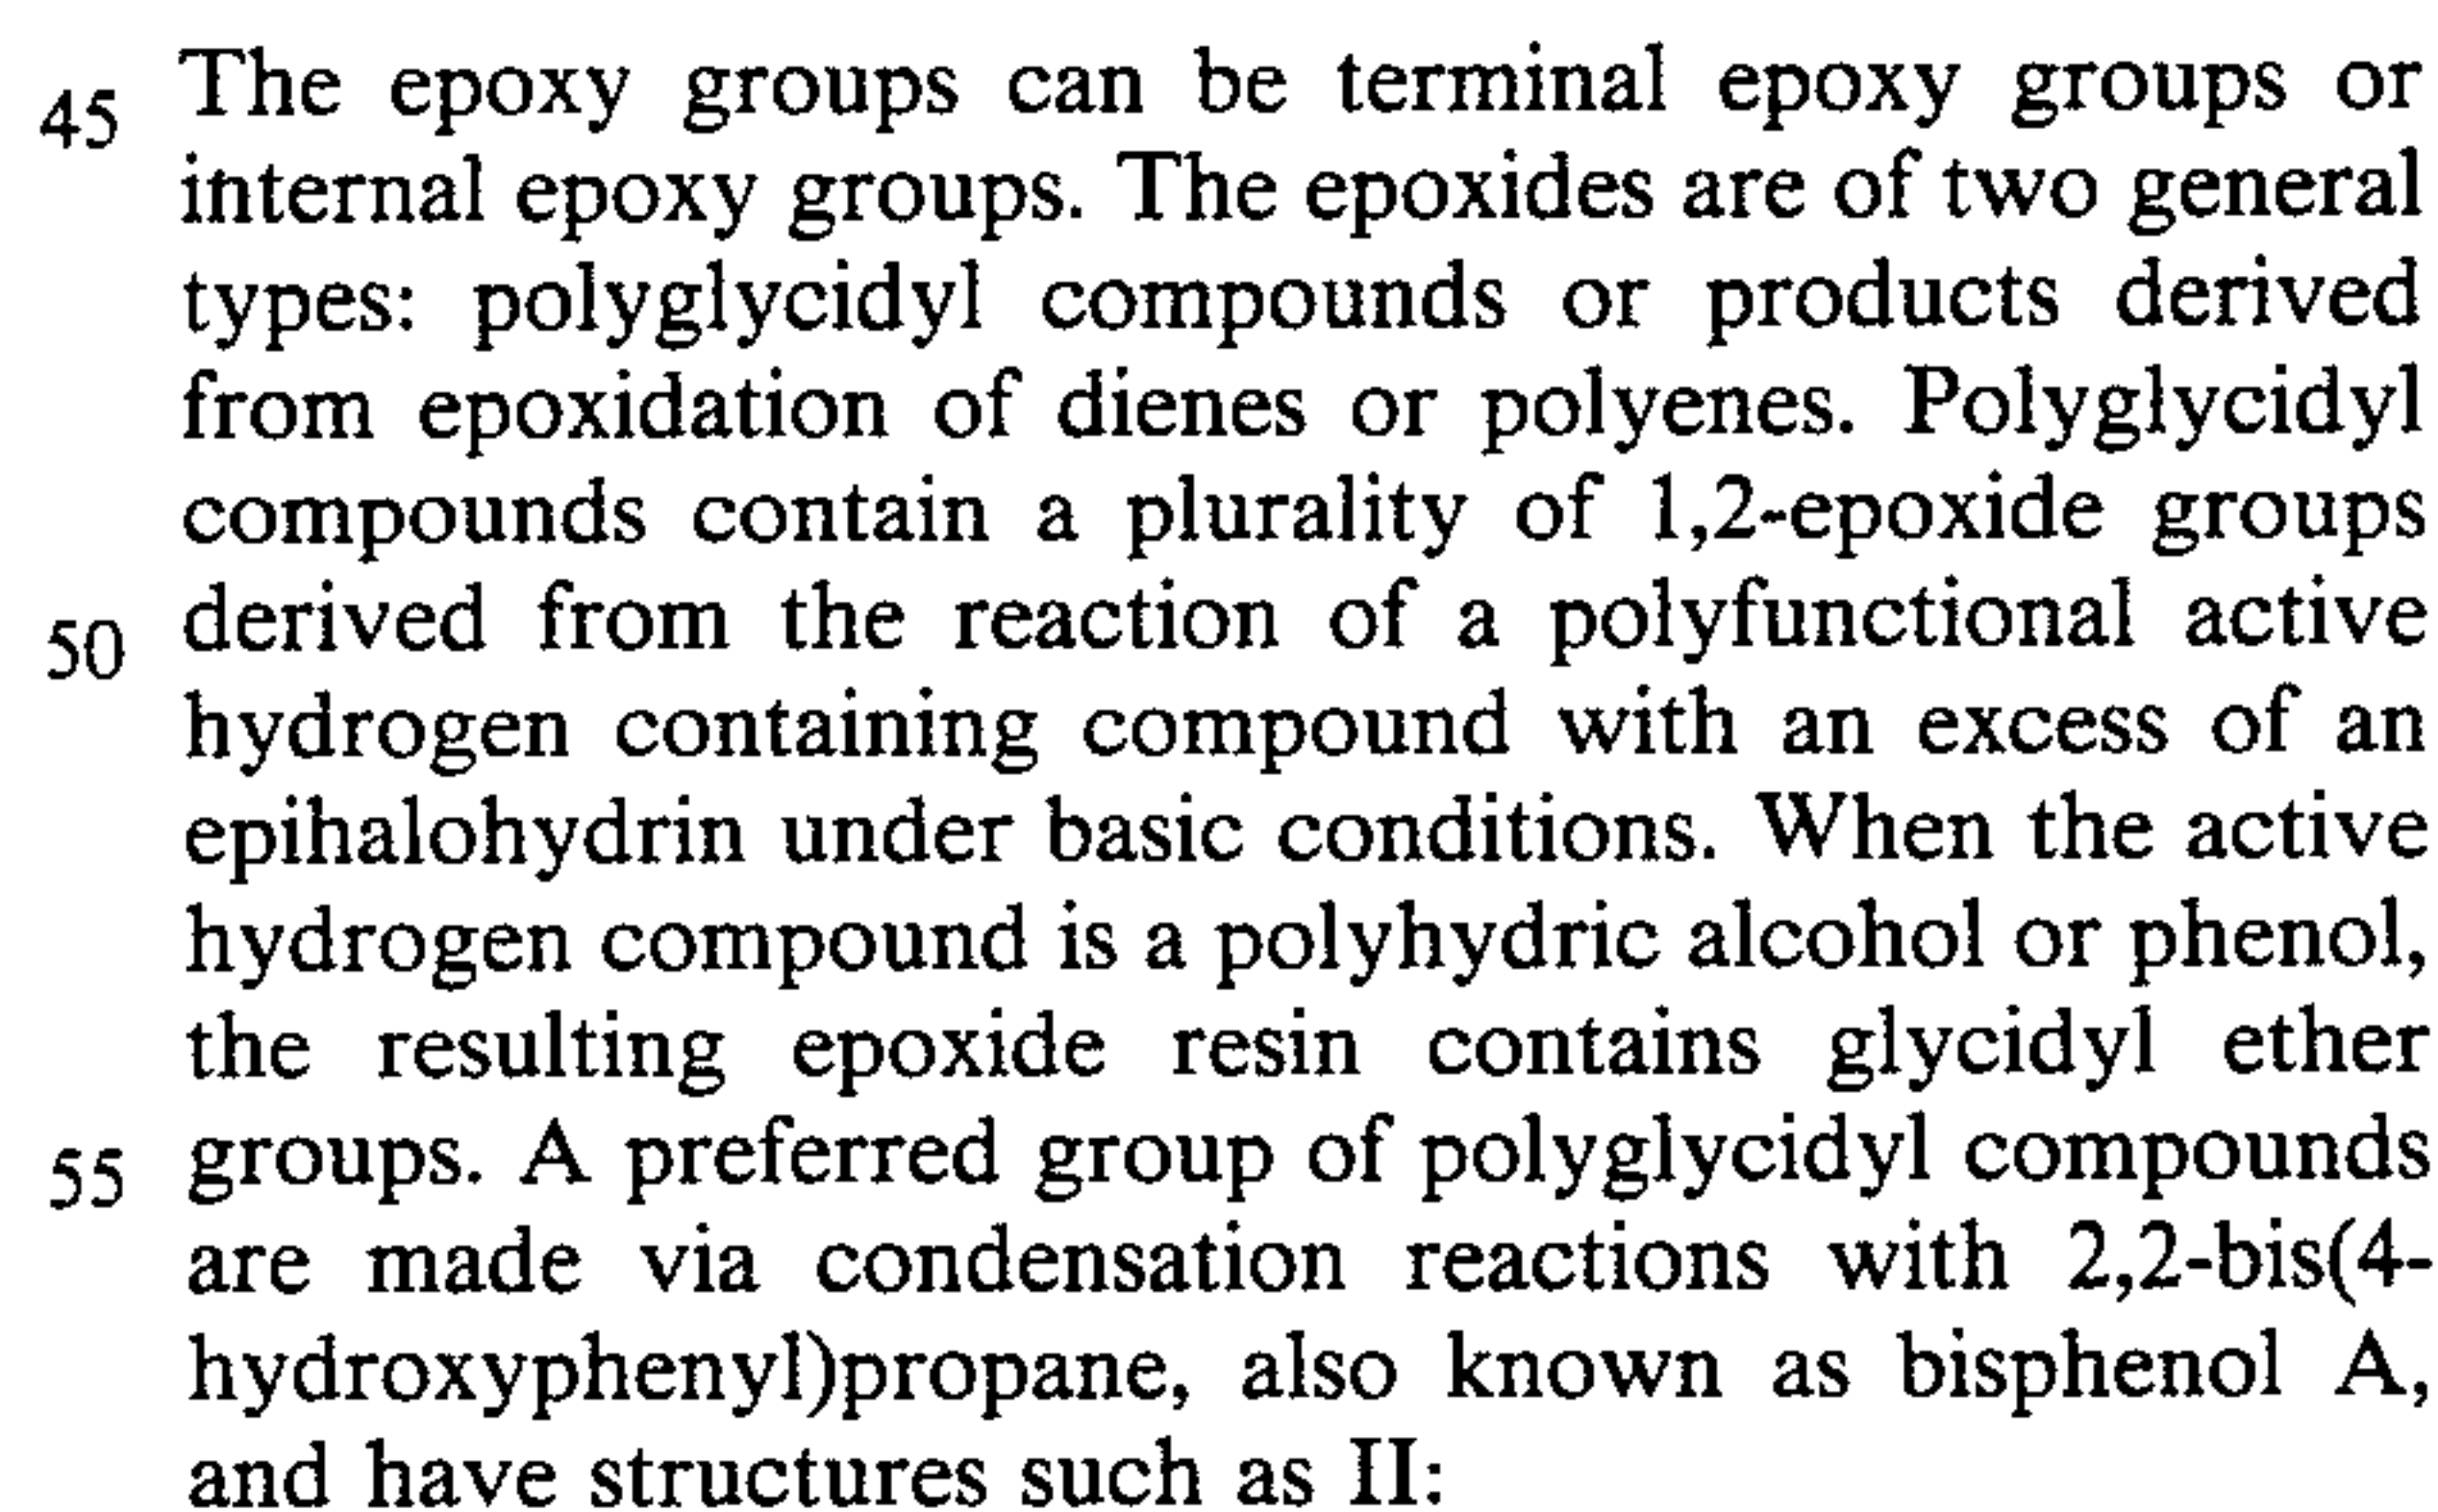 45 The epoxy groups can be terminal epoxy groups or
internal epoxy groups. The epoxides are of two general
types: polyglycidyl compounds or products derived
from epoxidation of dienes or polyenes. Polyglycidyl
compounds contain a plurality of 1,2-epoxide groups
50 derived from the reaction of a polyfunctional active
hydrogen containing compound with an excess of an
epihalohydrin under basic conditions. When the active
hydrogen compound is a polyhydric alcohol or phenol,
the resulting epoxide resin contains glycidyl ether
55 groups. A preferred group of polyglycidyl compounds
are made via condensation reactions with 2,2-bis(4-
hydroxyphenyl)propane, also known as bisphenol A,
and have structures such as II: